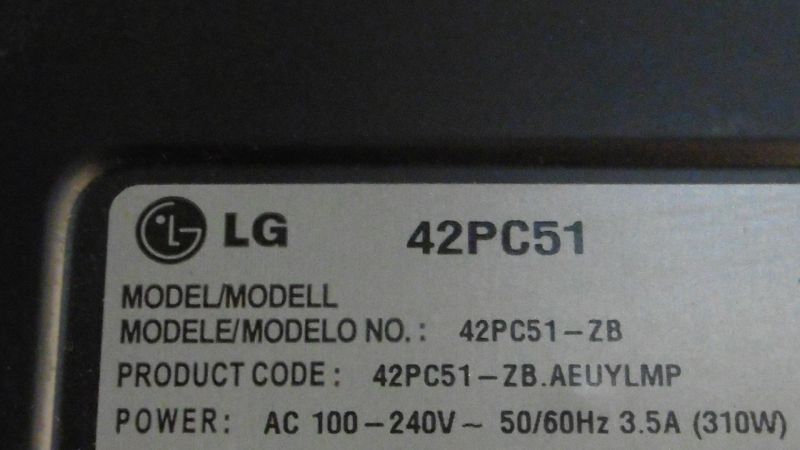 LG 42PC51
MODEL/MODELL
MODELE/MODELO NO.: 42PC51-ZB
PRODUCT CODE: 42PC51-ZB.AEUYLMP
POWER: AC 100-240V~ 50/60Hz 3.5A (310W)